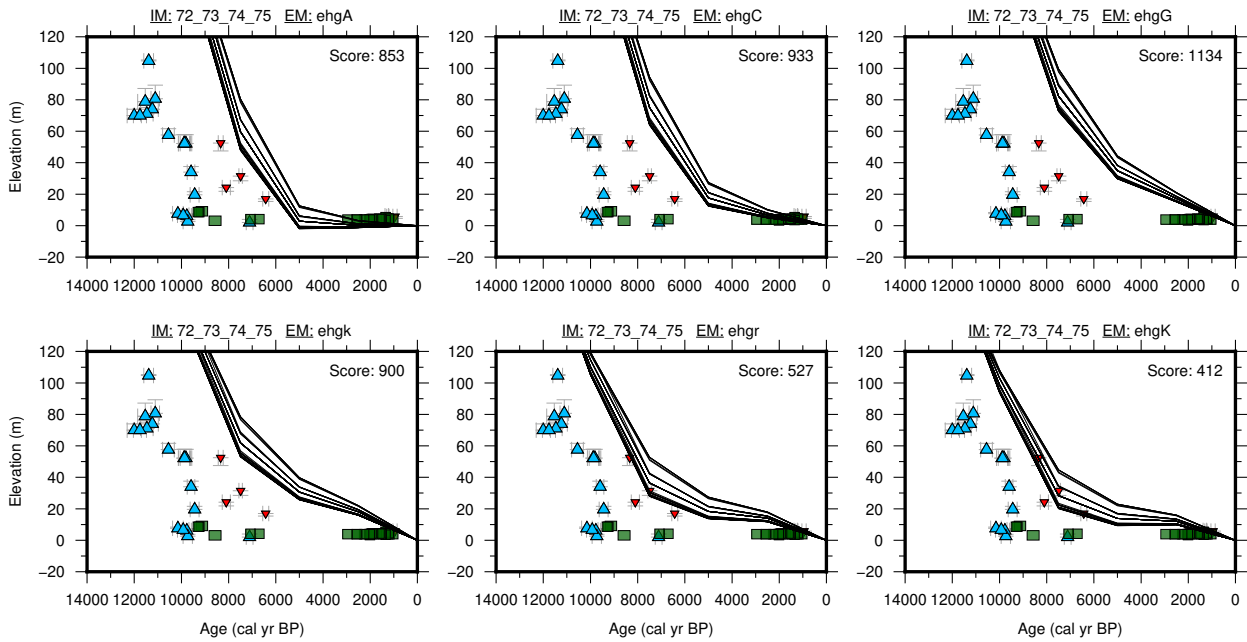 IM: 72_73_74_75 EM: ehgA
IM: 72_73_74_75 EM: ehgC
IM: 72_73_74_75 EM: ehgG
Score: 853
Score: 933
Score: 1134
Elevation (m)
120
100
80
60
40
20
0
−20
14000 12000 10000 8000 6000 4000 2000 0
14000 12000 10000 8000 6000 4000 2000 0
14000 12000 10000 8000 6000 4000 2000 0
IM: 72_73_74_75 EM: ehgk
IM: 72_73_74_75 EM: ehgr
IM: 72_73_74_75 EM: ehgK
Score: 900
Score: 527
Score: 412
Elevation (m)
120
100
80
60
40
20
0
−20
14000 12000 10000 8000 6000 4000 2000 0
14000 12000 10000 8000 6000 4000 2000 0
14000 12000 10000 8000 6000 4000 2000 0
Age (cal yr BP)
Age (cal yr BP)
Age (cal yr BP)